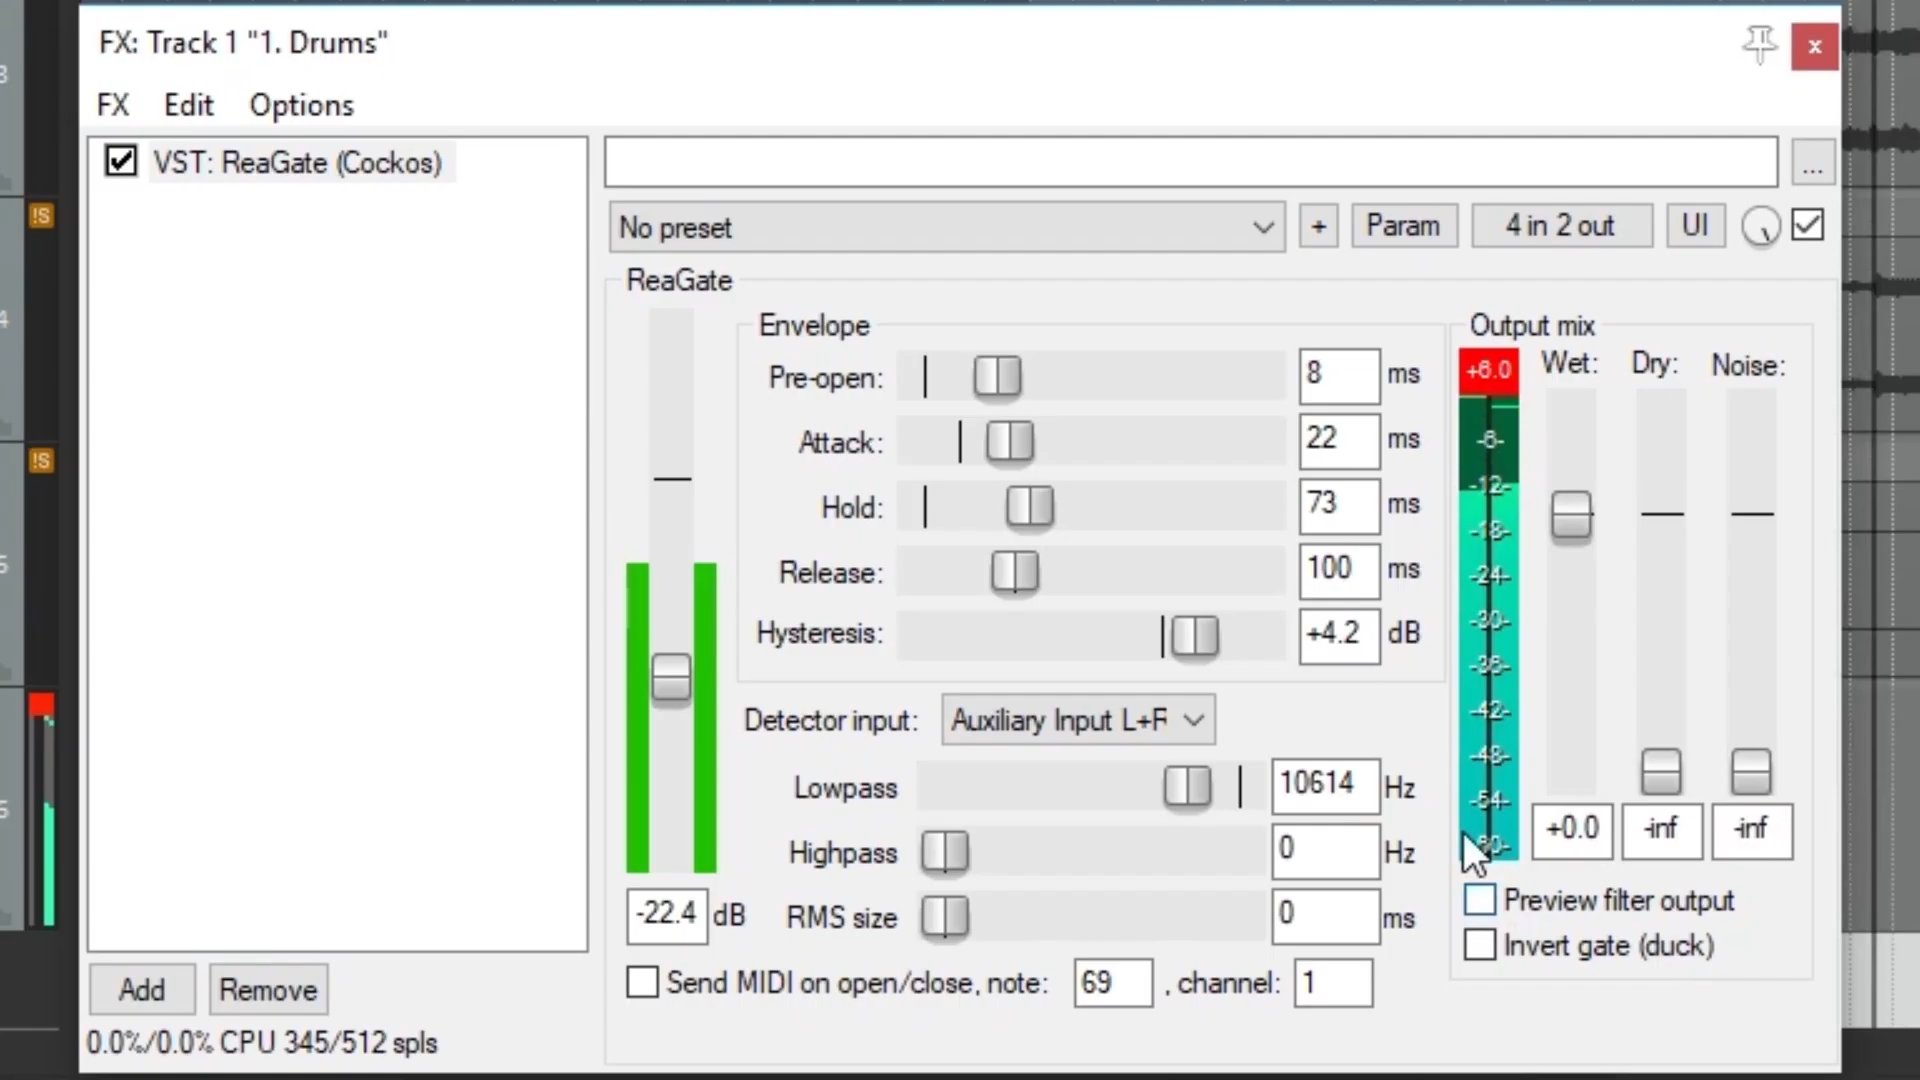 FX: Track 1 "1. Drums"
x
FX Edit Options
VST: ReaGate (Cockos)
...
No preset
+
Param
4 in 2 out
UI
ReaGate
Envelope
Pre-open: 8 ms
Attack: 22 ms
Hold: 73 ms
Release: 100 ms
Hysteresis: +4.2 dB
Detector input: Auxiliary Input L+R
Lowpass 10614 Hz
Highpass 0 Hz
-22.4 dB RMS size 0 ms
Send MIDI on open/close, note: 69 , channel: 1
Output mix
Wet: Dry: Noise:
+6.0
-6-
-12-
-18-
-24-
-30-
-36-
-42-
-48-
-54-
+0.0 -inf -inf
Preview filter output
Invert gate (duck)
Add Remove
0.0%/0.0% CPU 345/512 spls
!S
4
!S
5